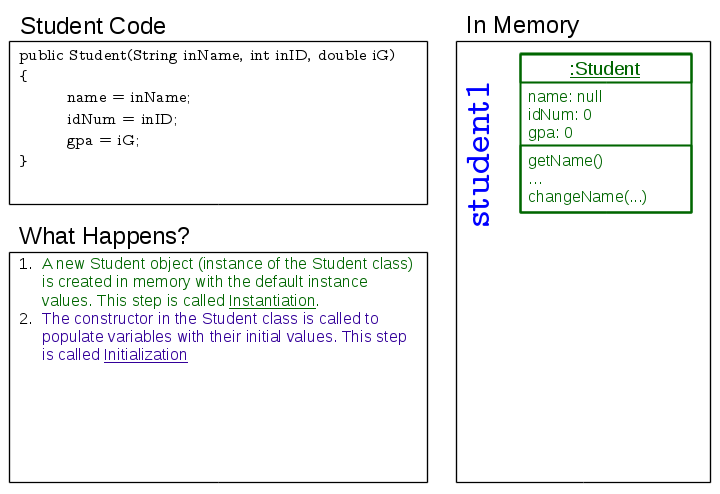 Student Code
public Student(String inName, int inID, double iG)
{
name = inName;
idNum = inID;
gpa = iG;
}
What Happens?
1. A new Student object (instance of the Student class)
is created in memory with the default instance
values. This step is called Instantiation.
2. The constructor in the Student class is called to
populate variables with their initial values. This step
is called Initialization
In Memory
student1
:Student
name: null
idNum: 0
gpa: 0
getName()
...
changeName(...)